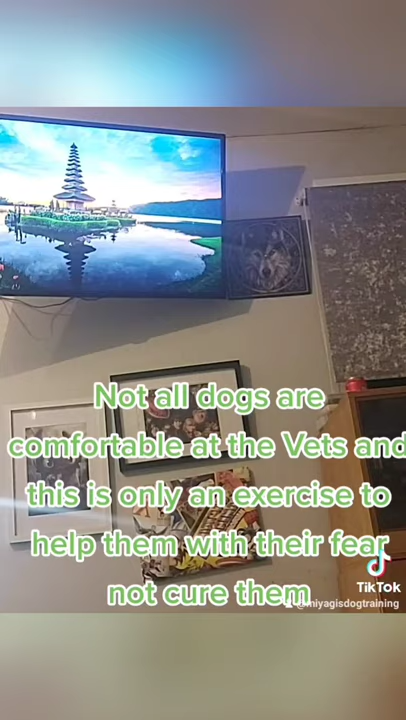 Not all dogs are
comfortable at the Vets and
this is only an exercise to
help them with their fear
not cure them
TikTok
@miyagisdogtraining